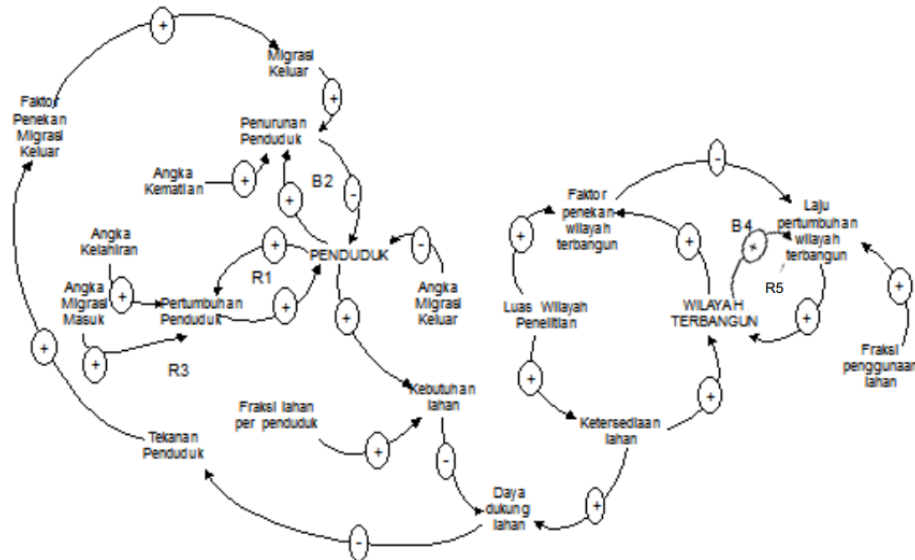 +
Migrasi
Keluar
+
Faktor
Penekan
Migrasi
Keluar
Penurunan
Penduduk
-
Angka
Kematian
+
B2
-
+
Faktor
penekan
wilayah
terbangun
Laju
pertumbuhan
wilayah
terbangun
B4
+
+
+
Angka
Kelahiran
+
PENDUDUK
-
R1
Angka
Migrasi
Masuk
+
Pertumbuhan
Penduduk
+
Angka
Migrasi
Keluar
Luas Wilayah
Penelitian
WILAYAH
TERBANGUN
R5
+
+
+
Fraksi
penggunaan
lahan
+
R3
+
+
Kebutuhan
lahan
+
+
Fraksi lahan
per penduduk
+
Ketersediaan
lahan
Tekanan
Penduduk
-
Daya
dukung
lahan
+
-